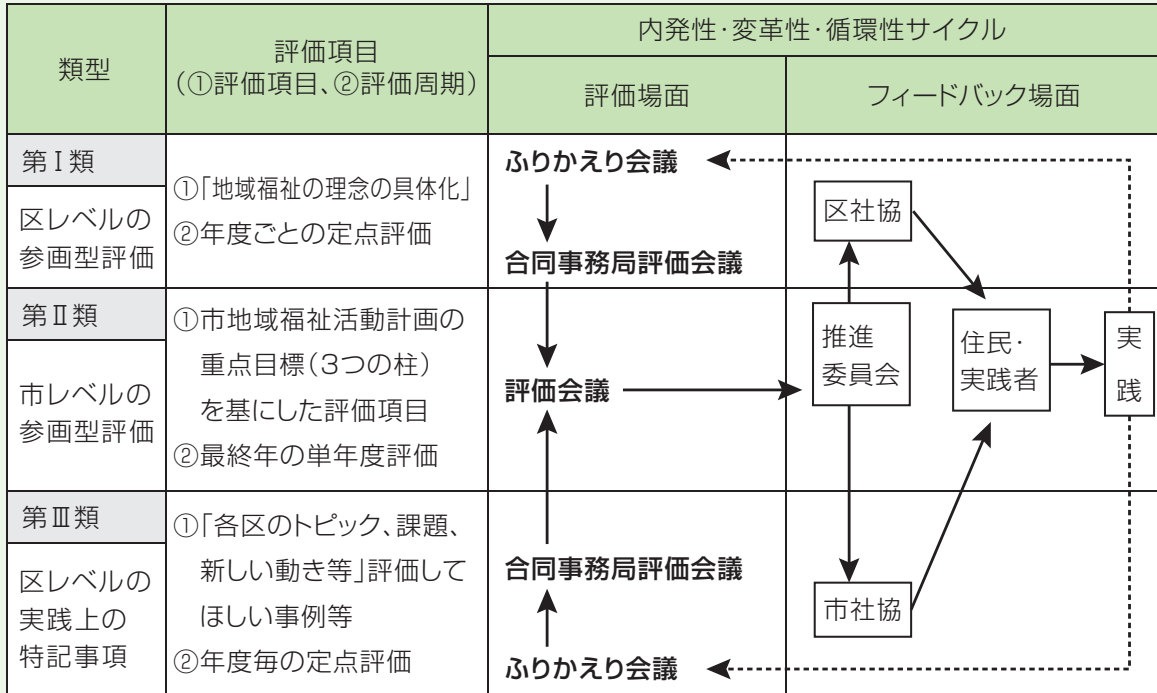 類型
評価項目
(①評価項目、②評価周期)
内発性・変革性・循環性サイクル
評価場面
フィードバック場面
第Ⅰ類
区レベルの
参画型評価
①「地域福祉の理念の具体化」
②年度ごとの定点評価
ふりかえり会議
合同事務局評価会議
区社協
第Ⅱ類
市レベルの
参画型評価
①市地域福祉活動計画の
重点目標(3つの柱)
を基にした評価項目
②最終年の単年度評価
評価会議
推進
委員会
住民・
実践者
実
践
第Ⅲ類
区レベルの
実践上の
特記事項
①「各区のトピック、課題、
新しい動き等」評価して
ほしい事例等
②年度毎の定点評価
合同事務局評価会議
ふりかえり会議
市社協